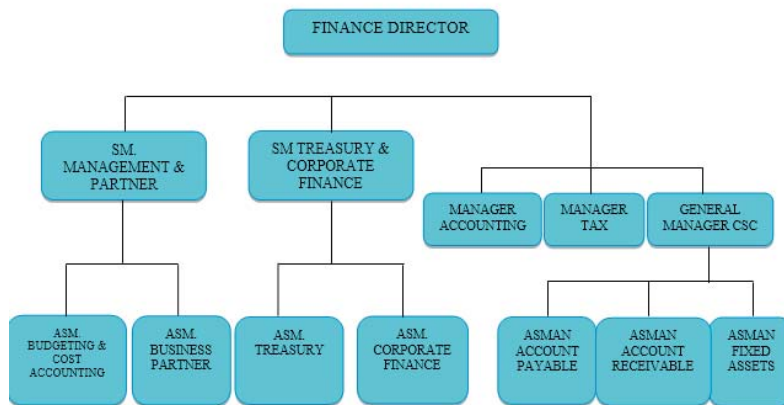 FINANCE DIRECTOR
SM.
MANAGEMENT &
PARTNER
SM TREASURY &
CORPORATE
FINANCE
MANAGER
ACCOUNTING
MANAGER
TAX
GENERAL
MANAGER CSC
ASM.
BUDGETING &
COST
ACCOUNTING
ASM.
BUSINESS
PARTNER
ASM.
TREASURY
ASM.
CORPORATE
FINANCE
ASMAN
ACCOUNT
PAYABLE
ASMAN
ACCOUNT
RECEIVABLE
ASMAN
FIXED
ASSETS